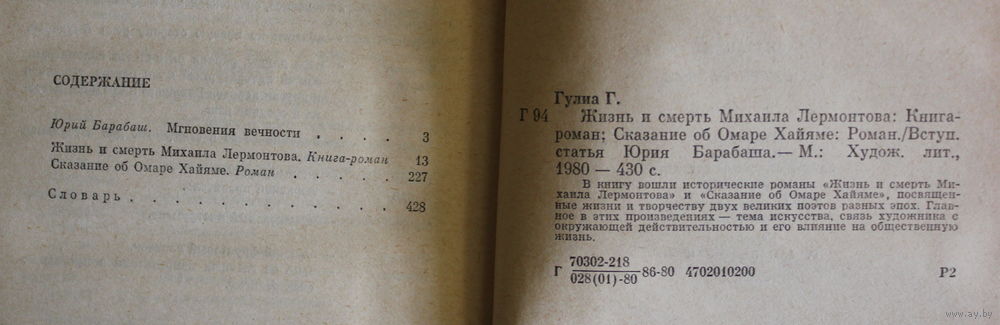 СОДЕРЖАНИЕ
Юрий Барабаш. Мгновения вечности . . . . 3
Жизнь и смерть Михаила Лермонтова. Книга-роман 13
Сказание об Омаре Хайяме. Роман . . . . . 227
Словарь . . . . . . . . . . . . 428
Гулиа Г.
Г 94 Жизнь и смерть Михаила Лермонтова: Книга-
роман; Сказание об Омаре Хайяме: Роман./Вступ.
статья Юрия Барабаша.— М.: Худож. лит.,
1980 — 430 с.
В книгу вошли исторические романы «Жизнь и смерть Ми-
хаила Лермонтова» и «Сказание об Омаре Хайяме», посвящен-
ные жизни и творчеству двух великих поэтов разных эпох. Глав-
ное в этих произведениях — тема искусства, связь художника с
окружающей действительностью и его влияние на общественную
жизнь.
Г 70302-218
028(01)-80 86-80 4702010200 Р2
www.ay.by